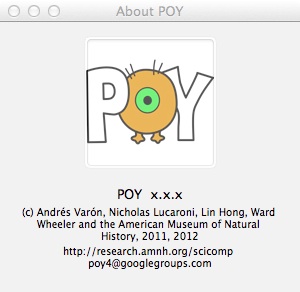 About POY
POY
POY x.x.x
(c) Andrés Varón, Nicholas Lucaroni, Lin Hong, Ward
Wheeler and the American Museum of Natural
History, 2011, 2012
http://research.amnh.org/scicomp
poy4@googlegroups.com